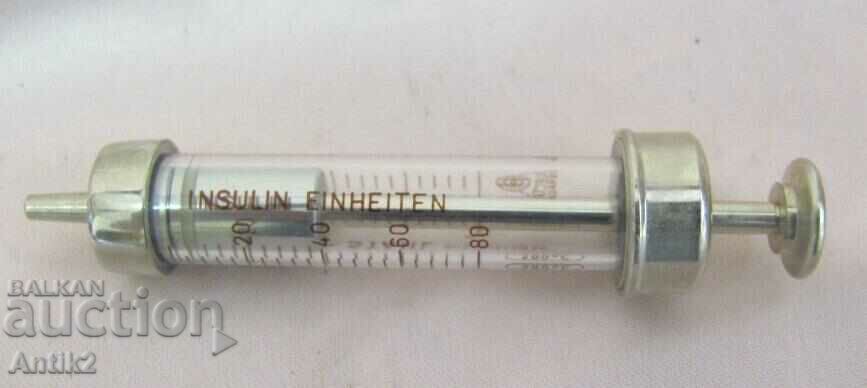 INSULIN EINHEITEN
20 40 60 80
BALKAN
auction
Antik2